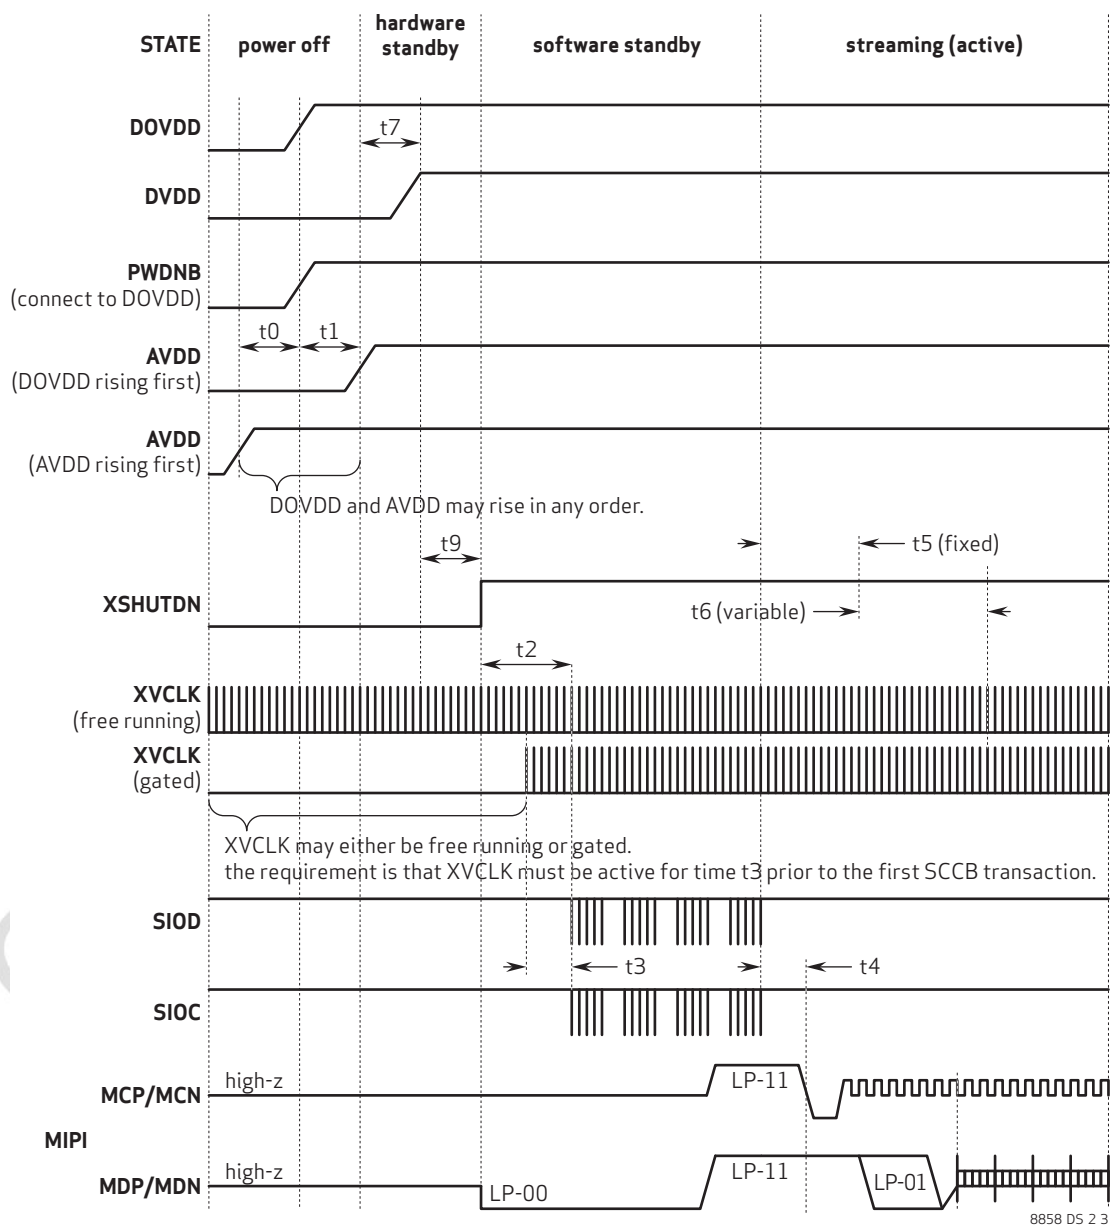 STATE power off hardware standby software standby streaming (active)
DOVDD
t7
DVDD
PWDNB
(connect to DOVDD)
t0 t1
AVDD
(DOVDD rising first)
AVDD
(AVDD rising first)
DOVDD and AVDD may rise in any order.
t9 t5 (fixed)
XSHUTDN t6 (variable)
t2
XVCLK
(free running)
XVCLK
(gated)
XVCLK may either be free running or gated.
the requirement is that XVCLK must be active for time t3 prior to the first SCCB transaction.
SIOD
t3 t4
SIOC
high-z LP-11
MCP/MCN
MIPI
high-z LP-11
MDP/MDN LP-00 LP-01
8858 DS 2 3